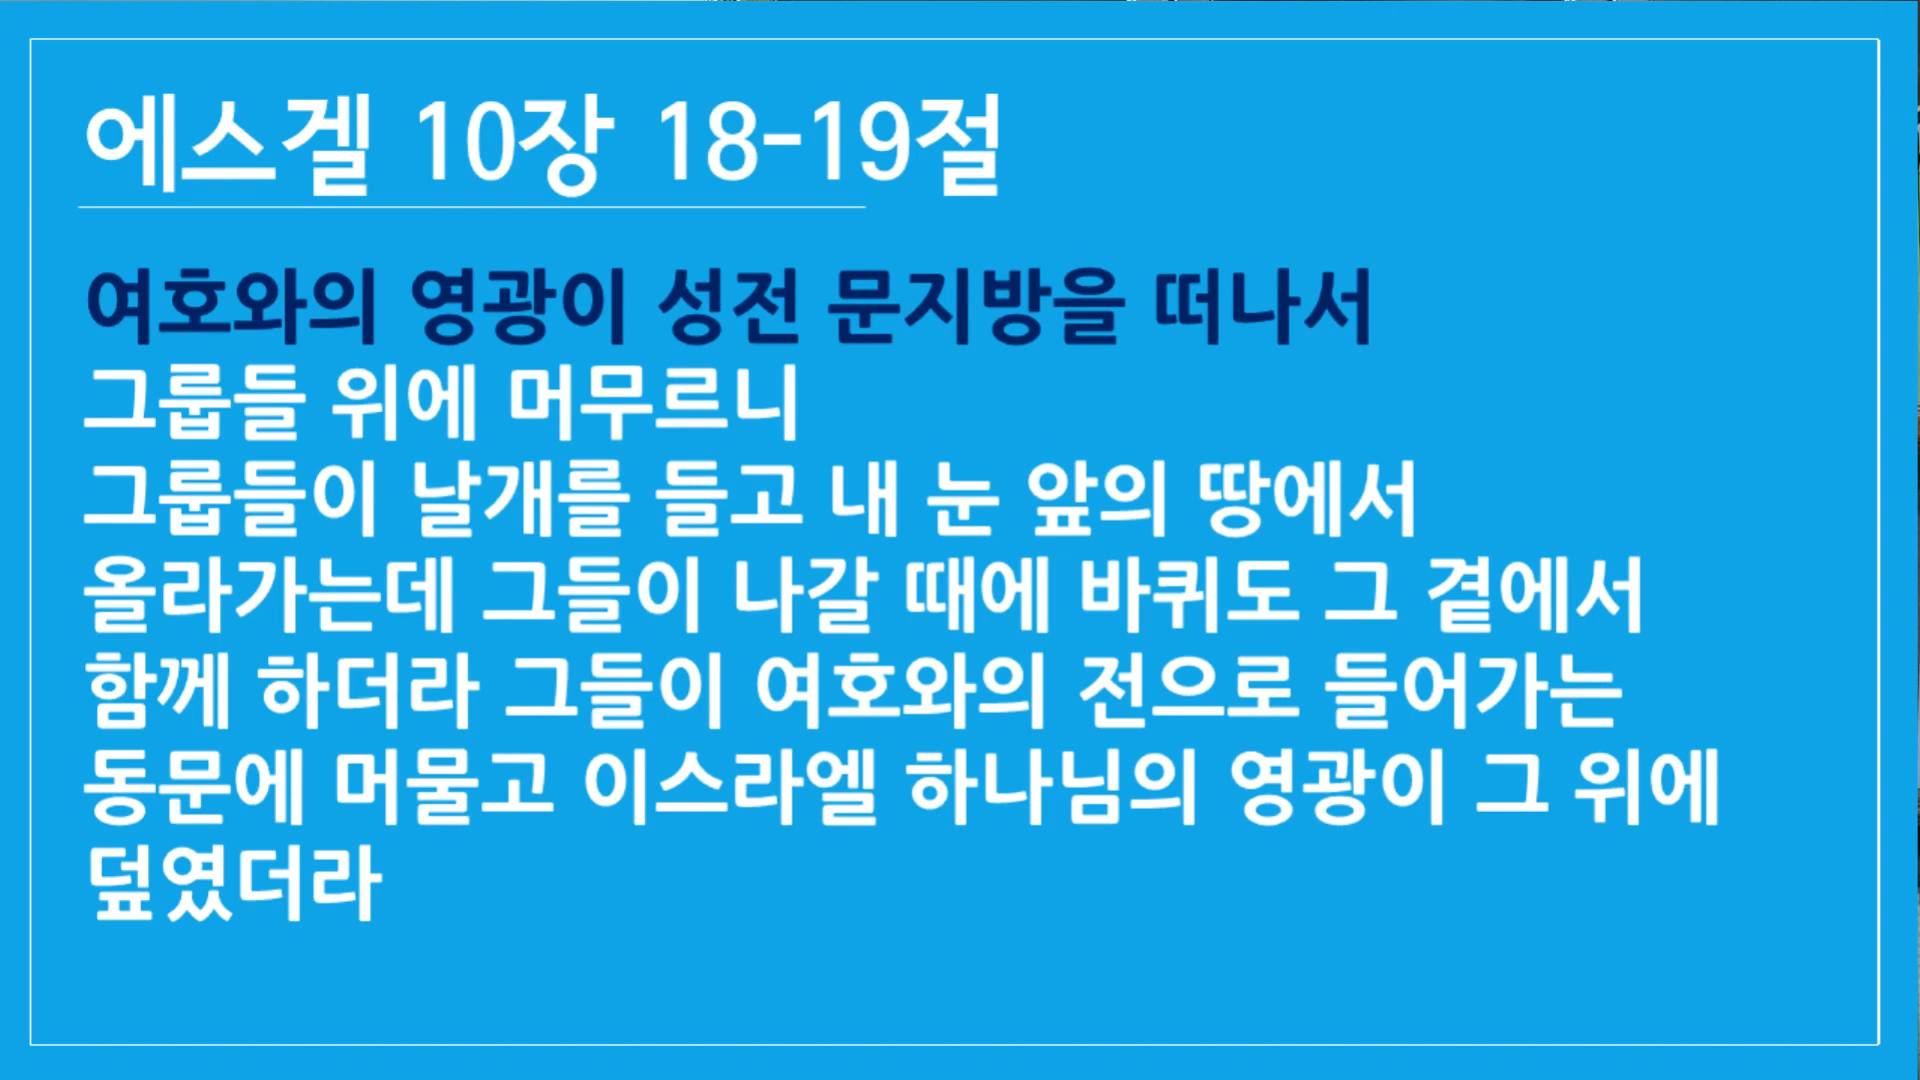 에스겔 10장 18-19절
여호와의 영광이 성전 문지방을 떠나서
그룹들 위에 머무르니
그룹들이 날개를 들고 내 눈 앞의 땅에서
올라가는데 그들이 나갈 때에 바퀴도 그 곁에서
함께 하더라 그들이 여호와의 전으로 들어가는
동문에 머물고 이스라엘 하나님의 영광이 그 위에
덮였더라